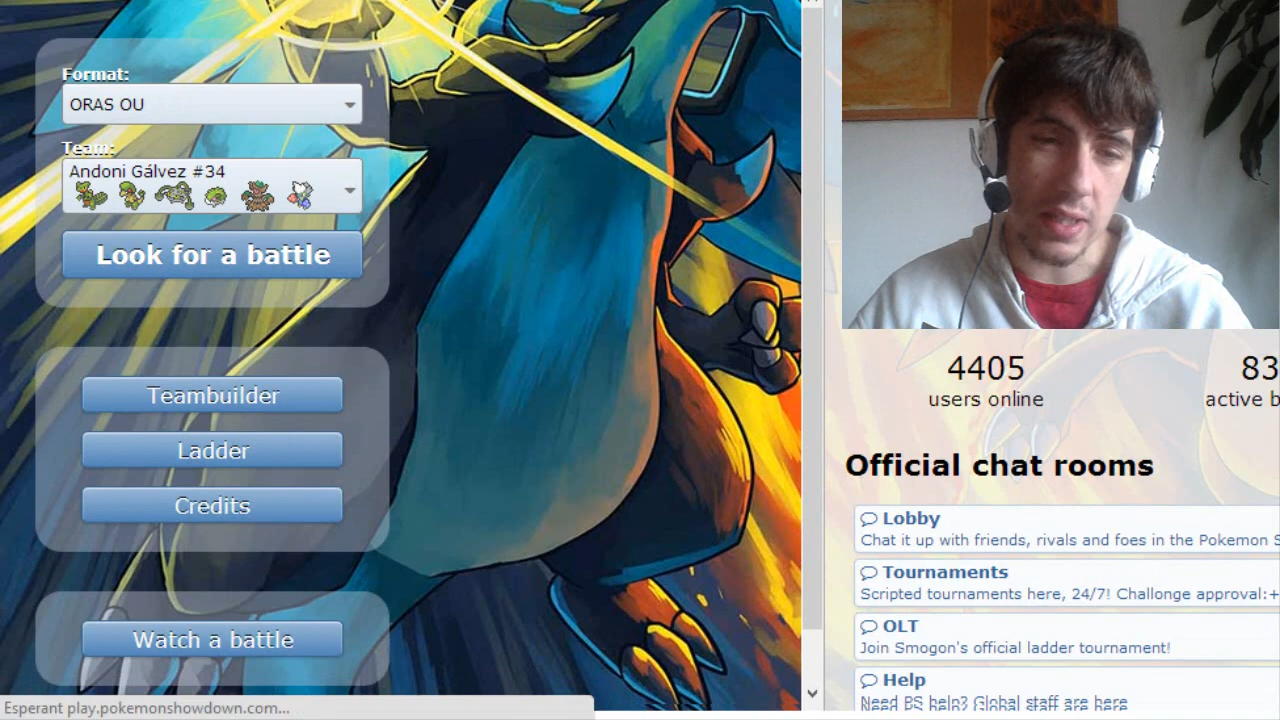 Format:
ORAS OU
Team:
Andoni Gálvez #34
Look for a battle
Teambuilder
Ladder
Credits
Watch a battle
Esperant play.pokemonshowdown.com...
4405
users online
83
active b
Official chat rooms
Lobby
Chat it up with friends, rivals and foes in the Pokemon S
Tournaments
Scripted tournaments here, 24/7! Challonge approval:+
OLT
Join Smogon's official ladder tournament!
Help
Need PS help? Global staff are here